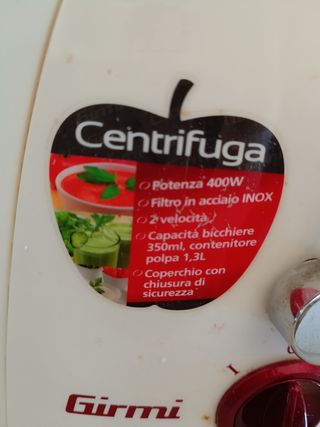 Centrifuga
Potenza 400W
Filtro in acciaio INOX
2 velocità
Capacità bicchiere
350ml, contenitore
polpa 1,3L
Coperchio con
chiusura di
sicurezza
I
Girmi